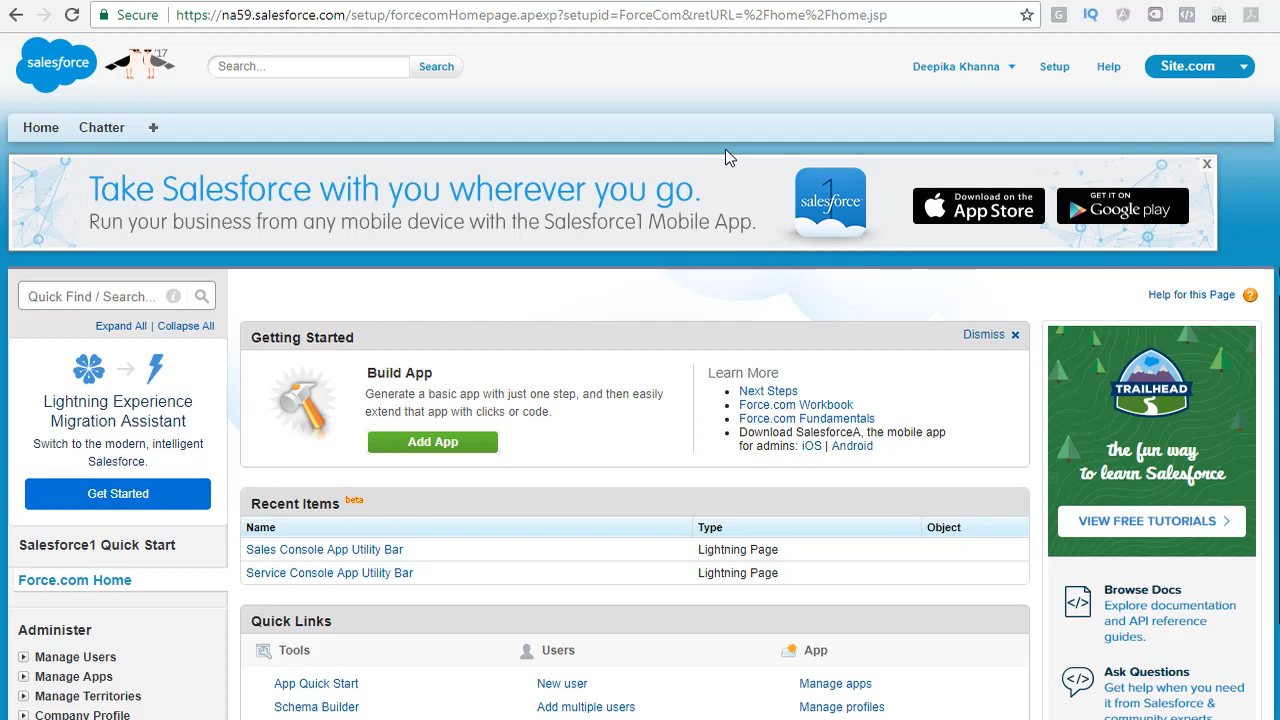 Secure https://na59.salesforce.com/setup/forcecomHomepage.apexp?setupid=ForceCom&retURL=%2Fhome%2Fhome.jsp
G IQ OFF
salesforce '17 Search... Search Deepika Khanna Setup Help Site.com
Home Chatter +
Take Salesforce with you wherever you go.
Run your business from any mobile device with the Salesforce1 Mobile App.
1
salesforce
Download on the
App Store
GET IT ON
Google play
X
Quick Find / Search... i
Expand All | Collapse All
Lightning Experience
Migration Assistant
Switch to the modern, intelligent
Salesforce.
Get Started
Salesforce1 Quick Start
Force.com Home
Administer
Manage Users
Manage Apps
Manage Territories
Company Profile
Help for this Page ?
Getting Started
Dismiss x
Build App
Generate a basic app with just one step, and then easily
extend that app with clicks or code.
Add App
Learn More
Next Steps
Force.com Workbook
Force.com Fundamentals
Download SalesforceA, the mobile app
for admins: iOS | Android
Recent Items beta
Name Type Object
Sales Console App Utility Bar Lightning Page
Service Console App Utility Bar Lightning Page
Quick Links
Tools Users App
App Quick Start New user Manage apps
Schema Builder Add multiple users Manage profiles
TRAILHEAD
the fun way
to learn Salesforce
VIEW FREE TUTORIALS >
Browse Docs
Explore documentation
and API reference
guides.
Ask Questions
Get help when you need
it from Salesforce &
community experts